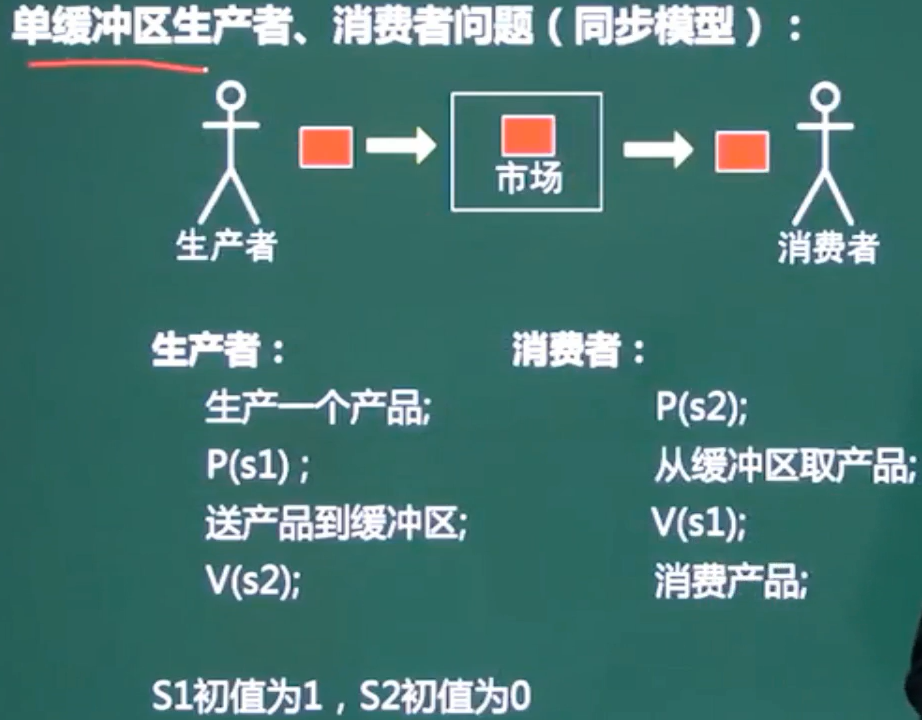 单缓冲区生产者、消费者问题（同步模型）：
市场
生产者
消费者
生产者：
生产一个产品;
P(s1)；
送产品到缓冲区;
V(s2);
消费者：
P(s2);
从缓冲区取产品;
V(s1);
消费产品;
S1初值为1，S2初值为0